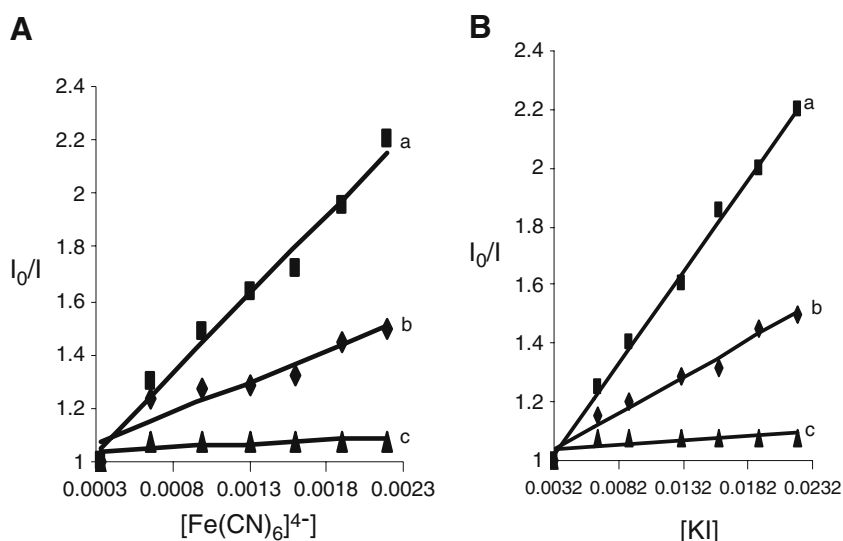 A
2.4
2.2
2
1.8
1.6
1.4
1.2
1
I₀/I
a
b
c
0.0003 0.0008 0.0013 0.0018 0.0023
[Fe(CN)₆]⁴⁻]
B
2.4
2.2
2
1.8
1.6
1.4
1.2
1
I₀/I
a
b
c
0.0032 0.0082 0.0132 0.0182 0.0232
[KI]